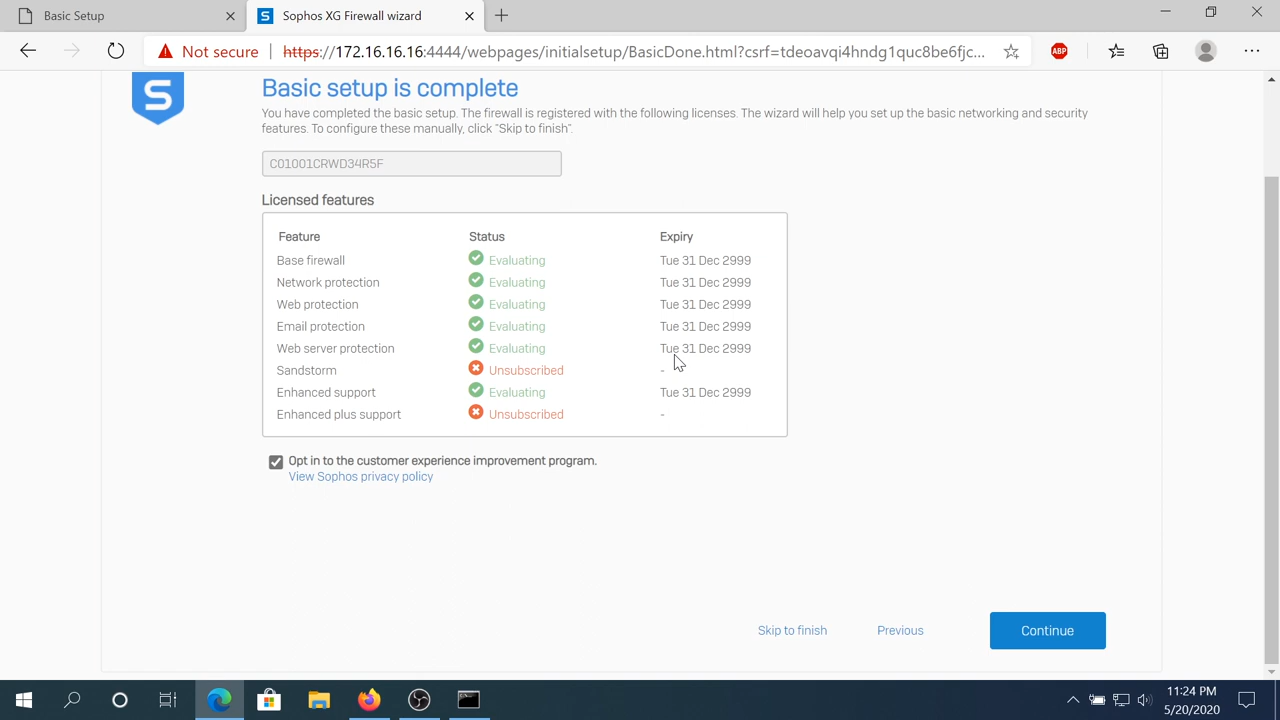 Basic Setup
Sophos XG Firewall wizard
Not secure
https://172.16.16.16:4444/webpages/initialsetup/BasicDone.html?csrf=tdeoavqi4hndg1quc8be6fjc...
ABP
S
Basic setup is complete
You have completed the basic setup. The firewall is registered with the following licenses. The wizard will help you set up the basic networking and security
features. To configure these manually, click "Skip to finish".
C01001CRWD34R5F
Licensed features
Feature Status Expiry
Base firewall Evaluating Tue 31 Dec 2999
Network protection Evaluating Tue 31 Dec 2999
Web protection Evaluating Tue 31 Dec 2999
Email protection Evaluating Tue 31 Dec 2999
Web server protection Evaluating Tue 31 Dec 2999
Sandstorm Unsubscribed -
Enhanced support Evaluating Tue 31 Dec 2999
Enhanced plus support Unsubscribed -
Opt in to the customer experience improvement program.
View Sophos privacy policy
Skip to finish Previous Continue
11:24 PM
5/20/2020